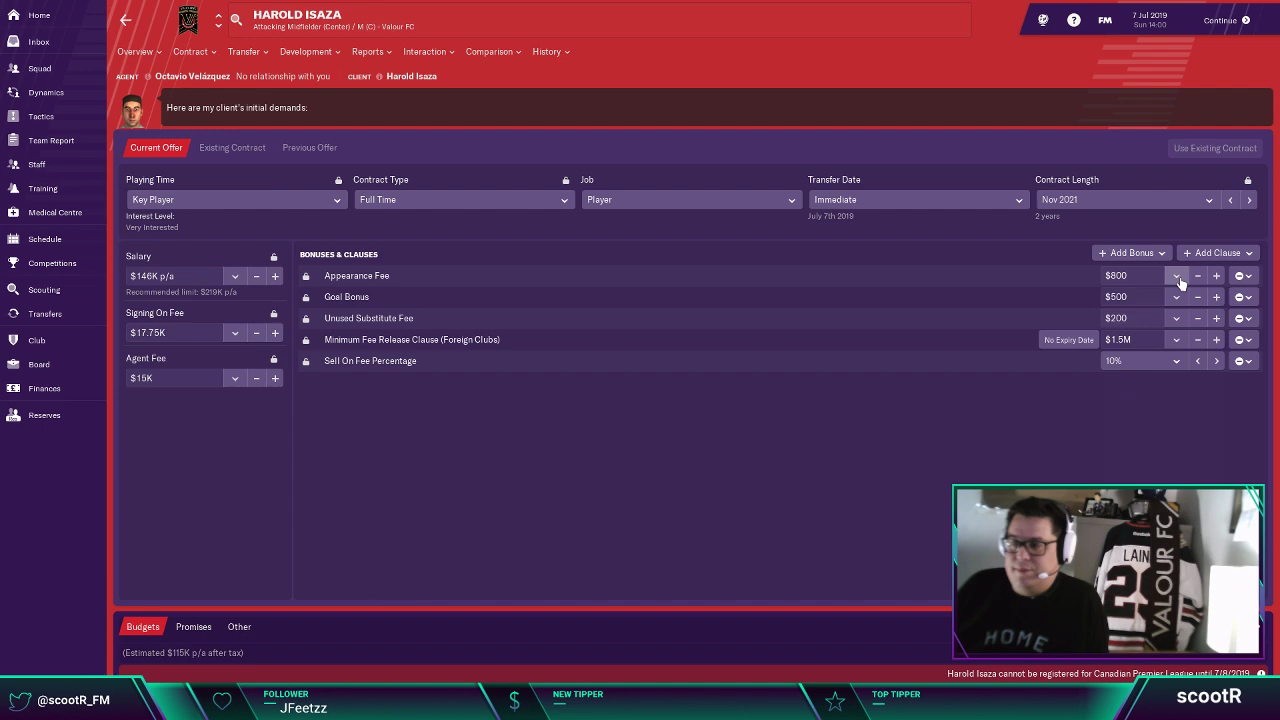 Home
Inbox
Squad
Dynamics
Tactics
Team Report
Staff
Training
Medical Centre
Schedule
Competitions
Scouting
Transfers
Club
Board
Finances
Reserves
HAROLD ISAZA
Attacking Midfielder (Center) / M (C) - Valour FC
FM
7 Jul 2019
Sun 14:00
Continue
Overview
Contract
Transfer
Development
Reports
Interaction
Comparison
History
AGENT Octavio Velázquez No relationship with you CLIENT Harold Isaza
Here are my client's initial demands:
Current Offer
Existing Contract
Previous Offer
Use Existing Contract
Playing Time
Key Player
Interest Level:
Very Interested
Contract Type
Full Time
Job
Player
Transfer Date
Immediate
July 7th 2019
Contract Length
Nov 2021
2 years
Salary
$146K p/a
Recommended limit: $219K p/a
Signing On Fee
$17.75K
Agent Fee
$15K
BONUSES & CLAUSES
+ Add Bonus
+ Add Clause
Appearance Fee $800
Goal Bonus $500
Unused Substitute Fee $200
Minimum Fee Release Clause (Foreign Clubs) No Expiry Date $1.5M
Sell On Fee Percentage 10%
Budgets
Promises
Other
(Estimated $115K p/a after tax)
Harold Isaza cannot be registered for Canadian Premier League until 7/8/2019
Reebok
LAIN
2
VALOUR FC
HOME
@scootR_FM
FOLLOWER
JFeetzz
NEW TIPPER
TOP TIPPER
scootR